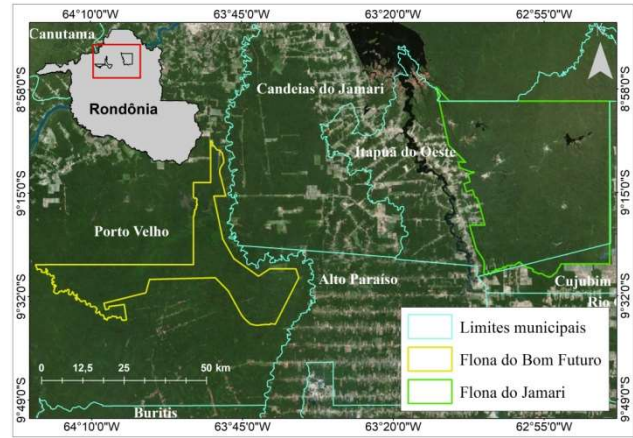 64°10'0"W 63°45'0"W 63°20'0"W 62°55'0"W
Canutama
Rondônia
Candeias do Jamari
Itapuã do Oeste
Porto Velho
Alto Paraíso
Cujubim
Rio
Buritis
8°58'0"S
9°15'0"S
9°32'0"S
9°49'0"S
8°58'0"S
9°15'0"S
9°32'0"S
9°49'0"S
Limites municipais
Flona do Bom Futuro
Flona do Jamari
0 12,5 25 50 km
64°10'0"W 63°45'0"W 63°20'0"W 62°55'0"W